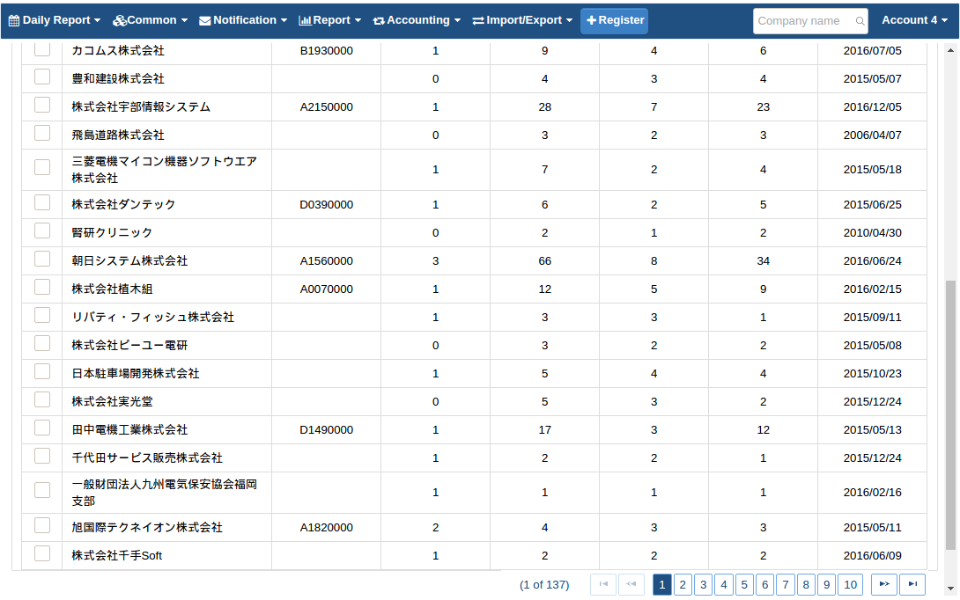 Daily Report Common Notification Report Accounting Import/Export Register Company name Account 4
カコムス株式会社 B1930000 1 9 4 6 2016/07/05
豊和建設株式会社 0 4 3 4 2015/05/07
株式会社宇部情報システム A2150000 1 28 7 23 2016/12/05
飛島道路株式会社 0 3 2 3 2006/04/07
三菱電機マイコン機器ソフトウエア
株式会社 1 7 2 4 2015/05/18
株式会社ダンテック D0390000 1 6 2 5 2015/06/25
腎研クリニック 0 2 1 2 2010/04/30
朝日システム株式会社 A1560000 3 66 8 34 2016/06/24
株式会社植木組 A0070000 1 12 5 9 2016/02/15
リバティ・フィッシュ株式会社 1 3 3 1 2015/09/11
株式会社ビーユー電研 0 3 2 2 2015/05/08
日本駐車場開発株式会社 1 5 4 4 2015/10/23
株式会社実光堂 0 5 3 2 2015/12/24
田中電機工業株式会社 D1490000 1 17 3 12 2015/05/13
千代田サービス販売株式会社 1 2 2 1 2015/12/24
一般財団法人九州電気保安協会福岡
支部 1 1 1 1 2016/02/16
旭国際テクネイオン株式会社 A1820000 2 4 3 3 2015/05/11
株式会社千手Soft 1 2 2 2 2016/06/09
(1 of 137) 1 2 3 4 5 6 7 8 9 10